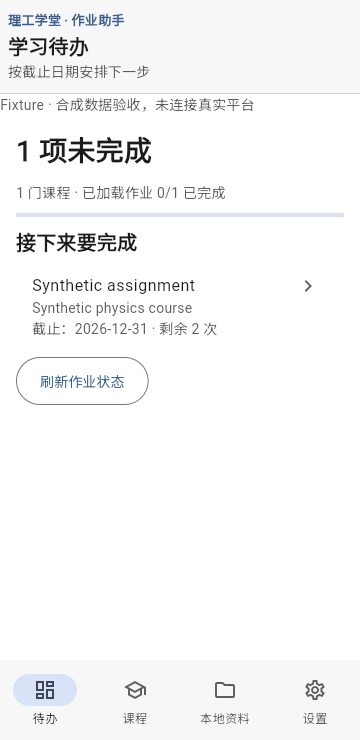 理工学堂 · 作业助手
学习待办
按截止日期安排下一步
Fixture · 合成数据验收，未连接真实平台
1 项未完成
1 门课程 · 已加载作业 0/1 已完成
接下来要完成
Synthetic assignment
Synthetic physics course
截止：2026-12-31 · 剩余 2 次
刷新作业状态
待办
课程
本地资料
设置